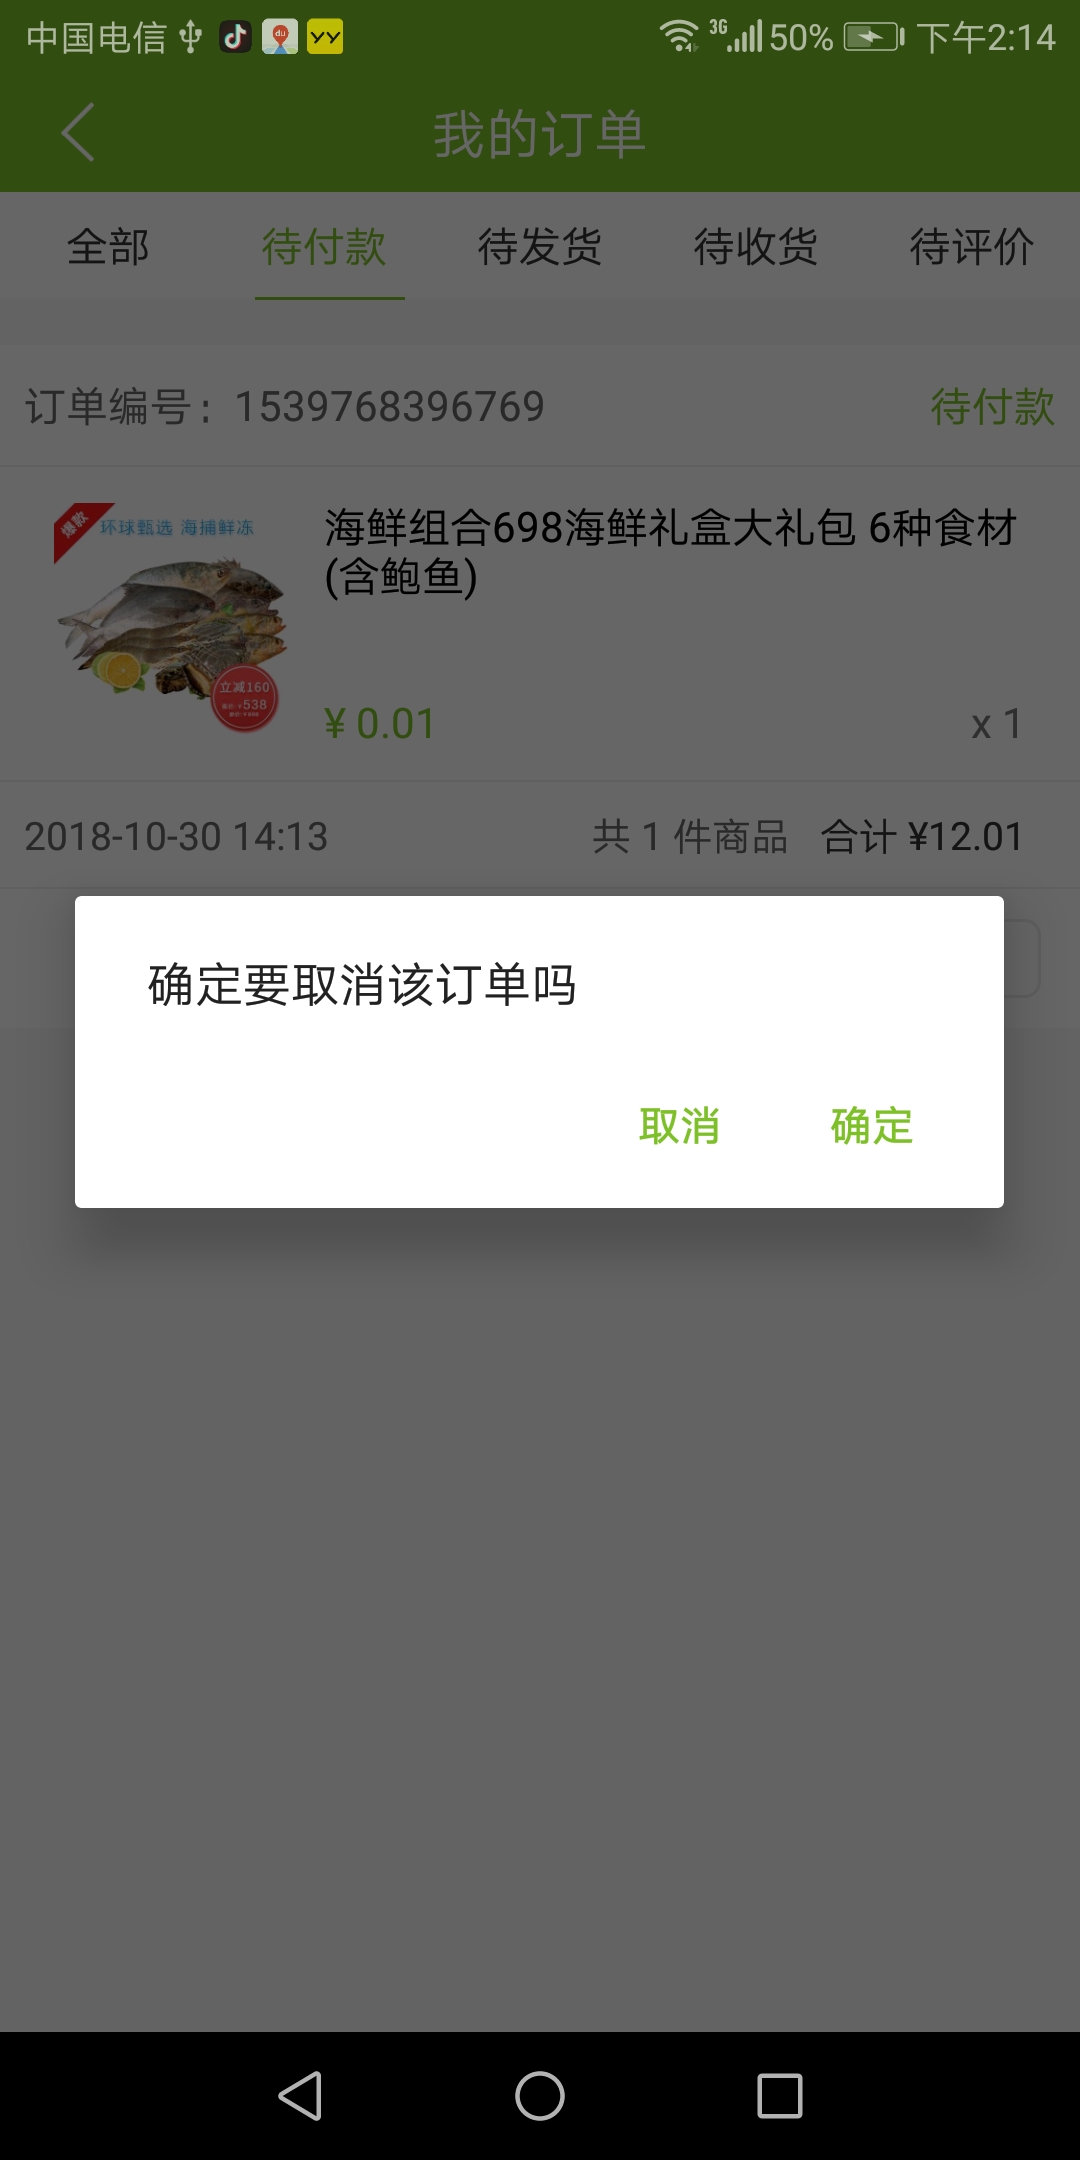 中国电信 3G 50% 下午2:14
我的订单
全部 待付款 待发货 待收货 待评价
订单编号：1539768396769 待付款
爆款 环球甄选 海捕鲜冻
海鲜组合698海鲜礼盒大礼包 6种食材
(含鲍鱼)
立减160
538
¥ 0.01 x 1
2018-10-30 14:13 共 1 件商品 合计 ¥12.01
确定要取消该订单吗
取消 确定